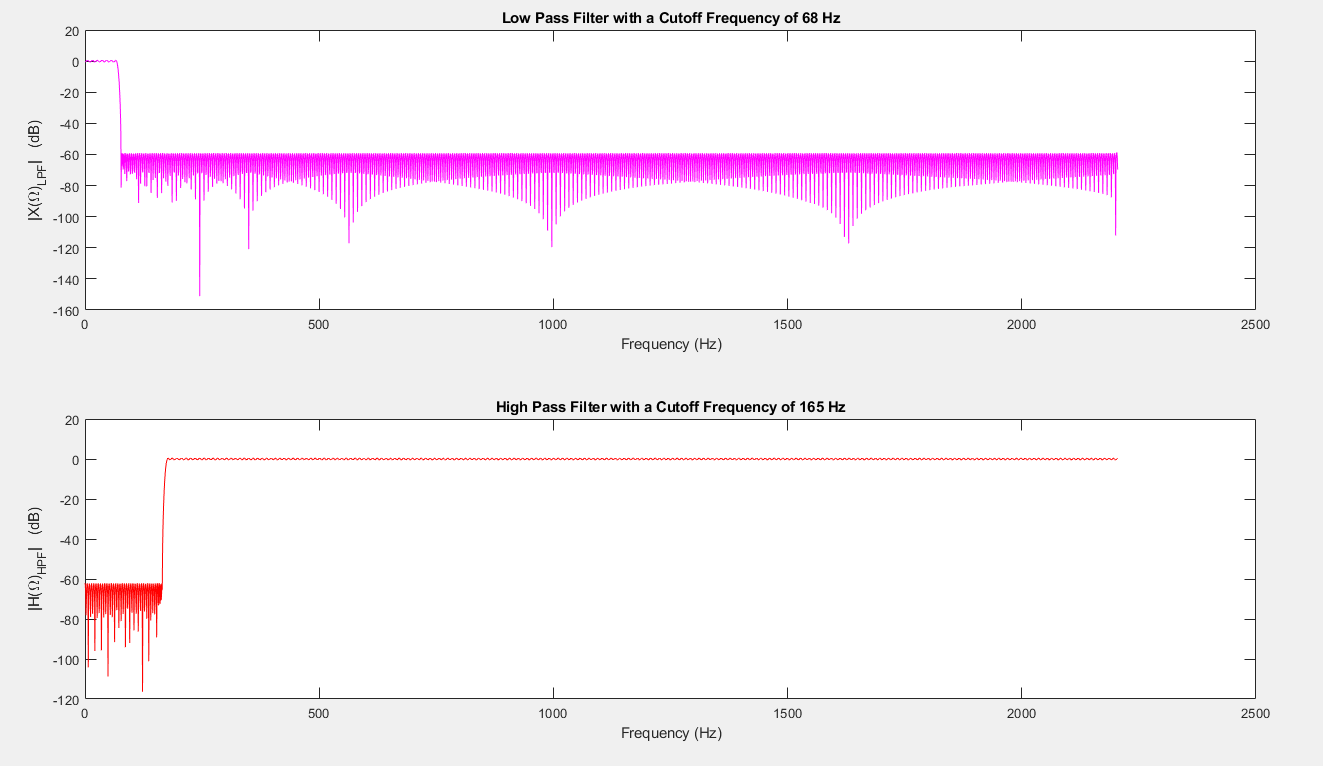 Low Pass Filter with a Cutoff Frequency of 68 Hz
|X(Ω)LPF| (dB)
20
0
-20
-40
-60
-80
-100
-120
-140
-160
0 500 1000 1500 2000 2500
Frequency (Hz)
High Pass Filter with a Cutoff Frequency of 165 Hz
|H(Ω)HPF| (dB)
20
0
-20
-40
-60
-80
-100
-120
0 500 1000 1500 2000 2500
Frequency (Hz)